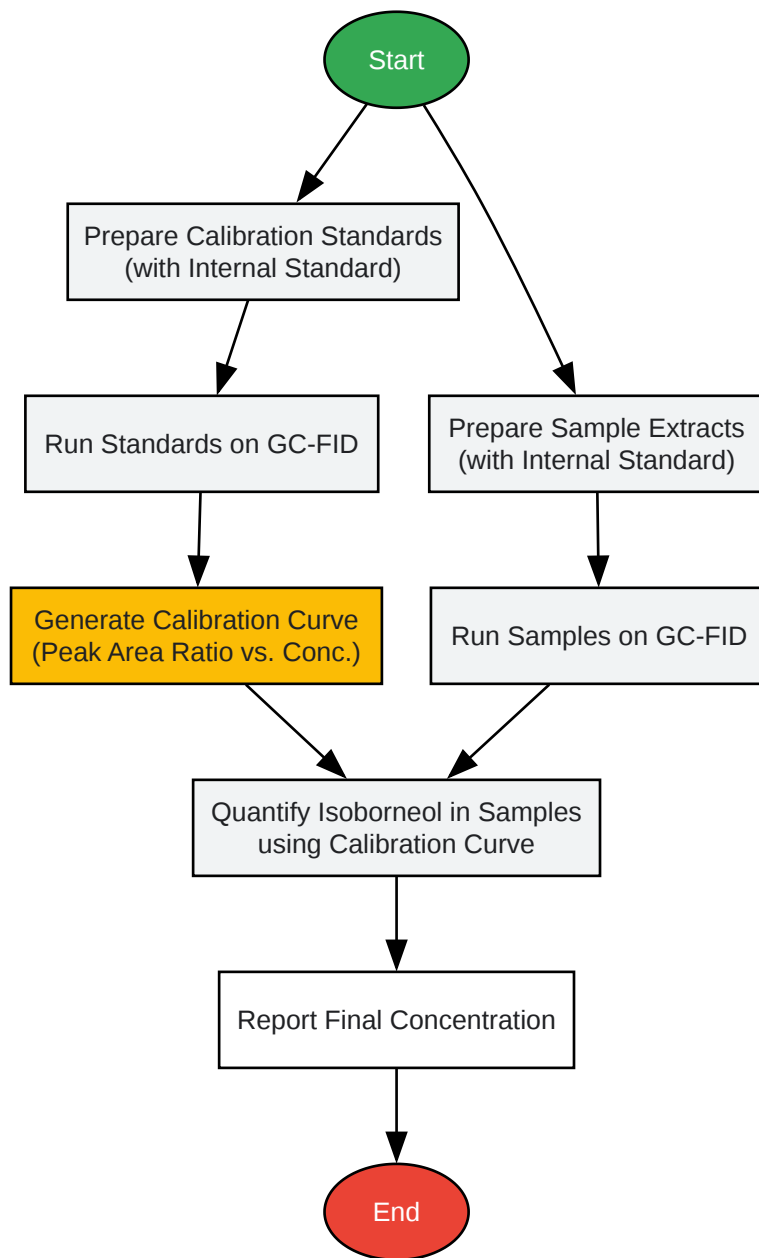 Start
Prepare Calibration Standards
(with Internal Standard)
Run Standards on GC-FID
Prepare Sample Extracts
(with Internal Standard)
Generate Calibration Curve
(Peak Area Ratio vs. Conc.)
Run Samples on GC-FID
Quantify Isoborneol in Samples
using Calibration Curve
Report Final Concentration
End